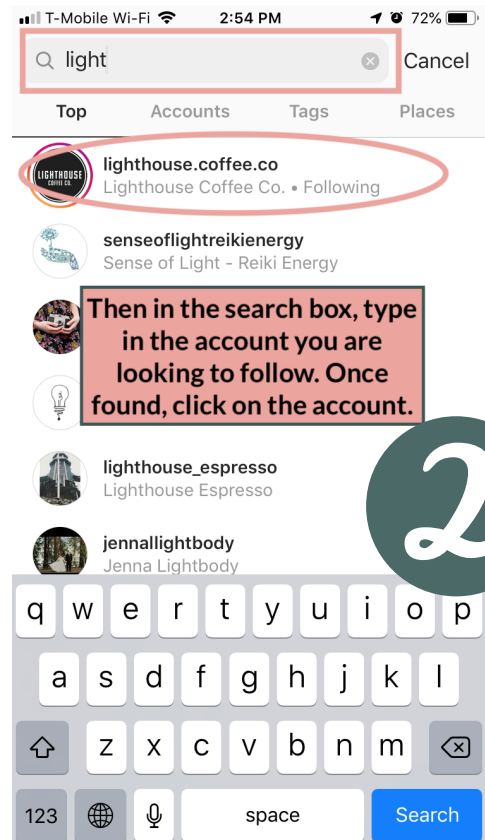 T-Mobile Wi-Fi 2:54 PM 72%
light Cancel
Top Accounts Tags Places
LIGHTHOUSE
COFFEE CO.
lighthouse.coffee.co
Lighthouse Coffee Co. • Following
senseoflightreikienergy
Sense of Light - Reiki Energy
Then in the search box, type
in the account you are
looking to follow. Once
found, click on the account.
2
lighthouse_espresso
Lighthouse Espresso
jennallightbody
Jenna Lightbody
q w e r t y u i o p
a s d f g h j k l
z x c v b n m
123 space Search